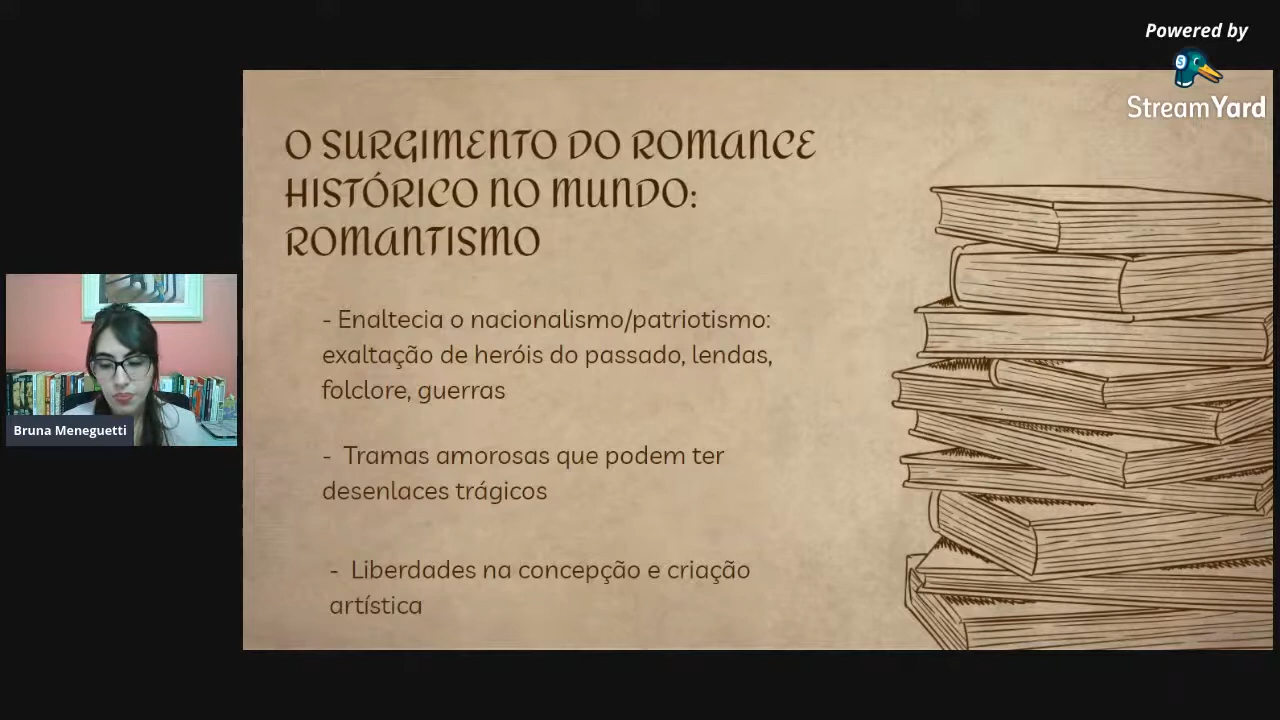 Powered by
StreamYard
O SURGIMENTO DO ROMANCE
HISTÓRICO NO MUNDO:
ROMANTISMO
- Enaltecia o nacionalismo/patriotismo:
exaltação de heróis do passado, lendas,
folclore, guerras
- Tramas amorosas que podem ter
desenlaces trágicos
- Liberdades na concepção e criação
artística
Bruna Meneguetti